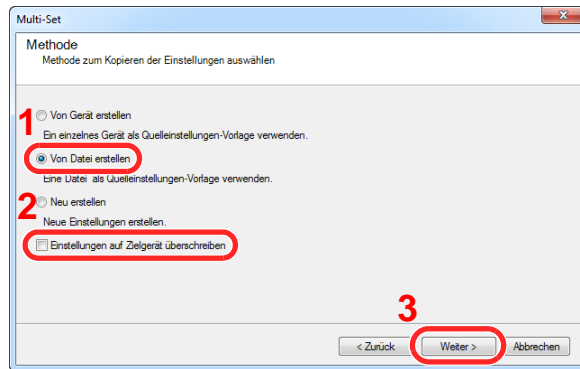 Multi-Set
Methode
Methode zum Kopieren der Einstellungen auswählen
1
Von Gerät erstellen
Ein einzelnes Gerät als Quelleinstellungen-Vorlage verwenden.
Von Datei erstellen
Eine Datei als Quelleinstellungen-Vorlage verwenden.
2
Neu erstellen
Neue Einstellungen erstellen.
Einstellungen auf Zielgerät überschreiben
3
< Zurück Weiter > Abbrechen